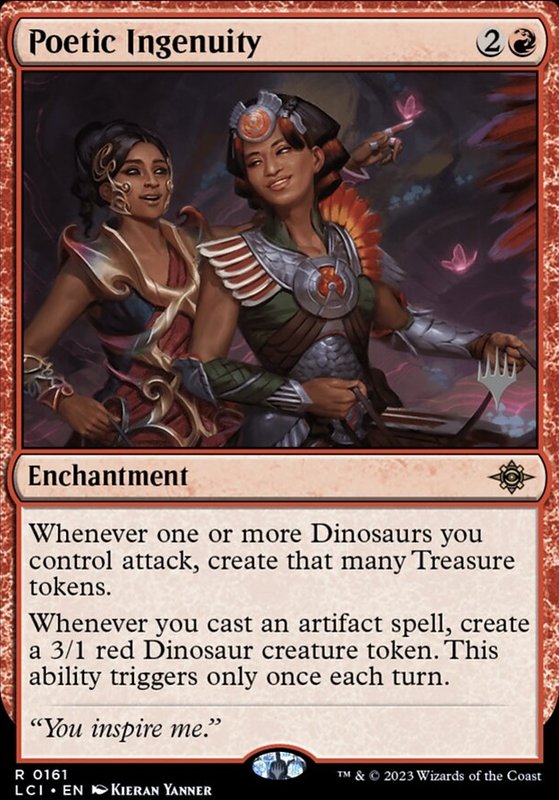 Poetic Ingenuity 2
Enchantment
Whenever one or more Dinosaurs you
control attack, create that many Treasure
tokens.
Whenever you cast an artifact spell, create
a 3/1 red Dinosaur creature token. This
ability triggers only once each turn.
“You inspire me.”
R 0161
LCI • EN Kieran Yanner
™ & © 2023 Wizards of the Coast